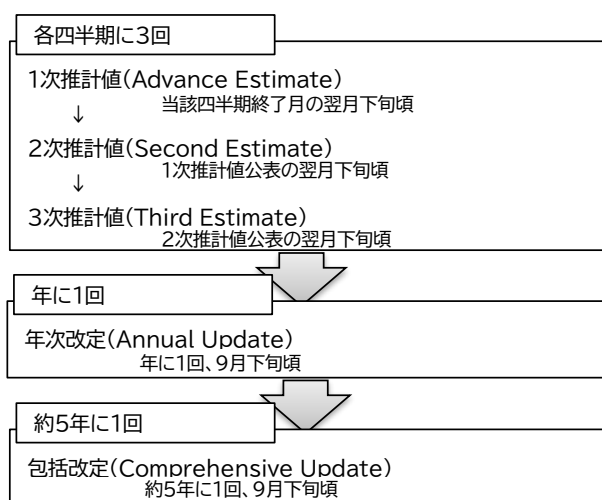 各四半期に3回
1次推計値(Advance Estimate)
当該四半期終了月の翌月下旬頃
↓
2次推計値(Second Estimate)
1次推計値公表の翌月下旬頃
↓
3次推計値(Third Estimate)
2次推計値公表の翌月下旬頃
年に1回
年次改定(Annual Update)
年に1回、9月下旬頃
約5年に1回
包括改定(Comprehensive Update)
約5年に1回、9月下旬頃